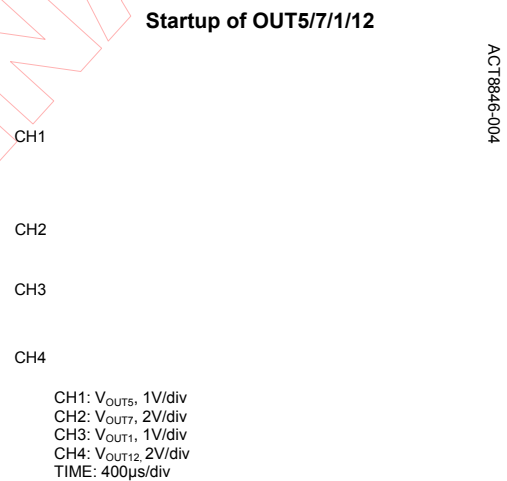 Startup of OUT5/7/1/12
ACT8846-004
CH1
CH2
CH3
CH4
CH1: VOUT5, 1V/div
CH2: VOUT7, 2V/div
CH3: VOUT1, 1V/div
CH4: VOUT12, 2V/div
TIME: 400µs/div